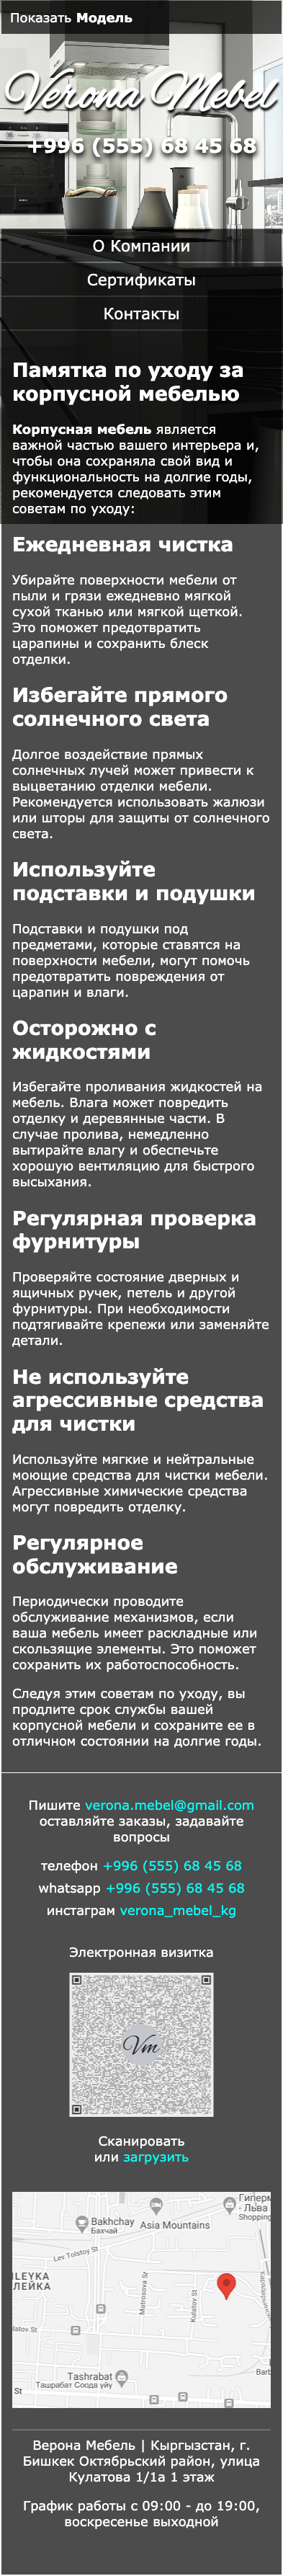 Показать Модель
Verona Mebel
+996 (555) 68 45 68
О Компании
Сертификаты
Контакты
Памятка по уходу за
корпусной мебелью
Корпусная мебель является
важной частью вашего интерьера и,
чтобы она сохраняла свой вид и
функциональность на долгие годы,
рекомендуется следовать этим
советам по уходу:
Ежедневная чистка
Убирайте поверхности мебели от
пыли и грязи ежедневно мягкой
сухой тканью или мягкой щеткой.
Это поможет предотвратить
царапины и сохранить блеск
отделки.
Избегайте прямого
солнечного света
Долгое воздействие прямых
солнечных лучей может привести к
выцветанию отделки мебели.
Рекомендуется использовать жалюзи
или шторы для защиты от солнечного
света.
Используйте
подставки и подушки
Подставки и подушки под
предметами, которые ставятся на
поверхности мебели, могут помочь
предотвратить повреждения от
царапин и влаги.
Осторожно с
жидкостями
Избегайте проливания жидкостей на
мебель. Влага может повредить
отделку и деревянные части. В
случае пролива, немедленно
вытирайте влагу и обеспечьте
хорошую вентиляцию для быстрого
высыхания.
Регулярная проверка
фурнитуры
Проверяйте состояние дверных и
ящичных ручек, петель и другой
фурнитуры. При необходимости
подтягивайте крепежи или заменяйте
детали.
Не используйте
агрессивные средства
для чистки
Используйте мягкие и нейтральные
моющие средства для чистки мебели.
Агрессивные химические средства
могут повредить отделку.
Регулярное
обслуживание
Периодически проводите
обслуживание механизмов, если
ваша мебель имеет раскладные или
скользящие элементы. Это поможет
сохранить их работоспособность.
Следуя этим советам по уходу, вы
продлите срок службы вашей
корпусной мебели и сохраните ее в
отличном состоянии на долгие годы.
Пишите verona.mebel@gmail.com
оставляйте заказы, задавайте
вопросы
телефон +996 (555) 68 45 68
whatsapp +996 (555) 68 45 68
инстаграм verona_mebel_kg
Электронная визитка
Vm
Сканировать
или загрузить
Гиперм
- Льва
Shopping
Bakhchay
Бахчай
Asia Mountains
Lev Tolstoy St
ILEYKA
ЛЕЙКА
Metrosova St
Kulatov St
St
Tashrabat
Ташрабат Соода үйү
Barb
Верона Мебель | Кыргызстан, г.
Бишкек Октябрьский район, улица
Кулатова 1/1а 1 этаж
График работы с 09:00 - до 19:00,
воскресенье выходной